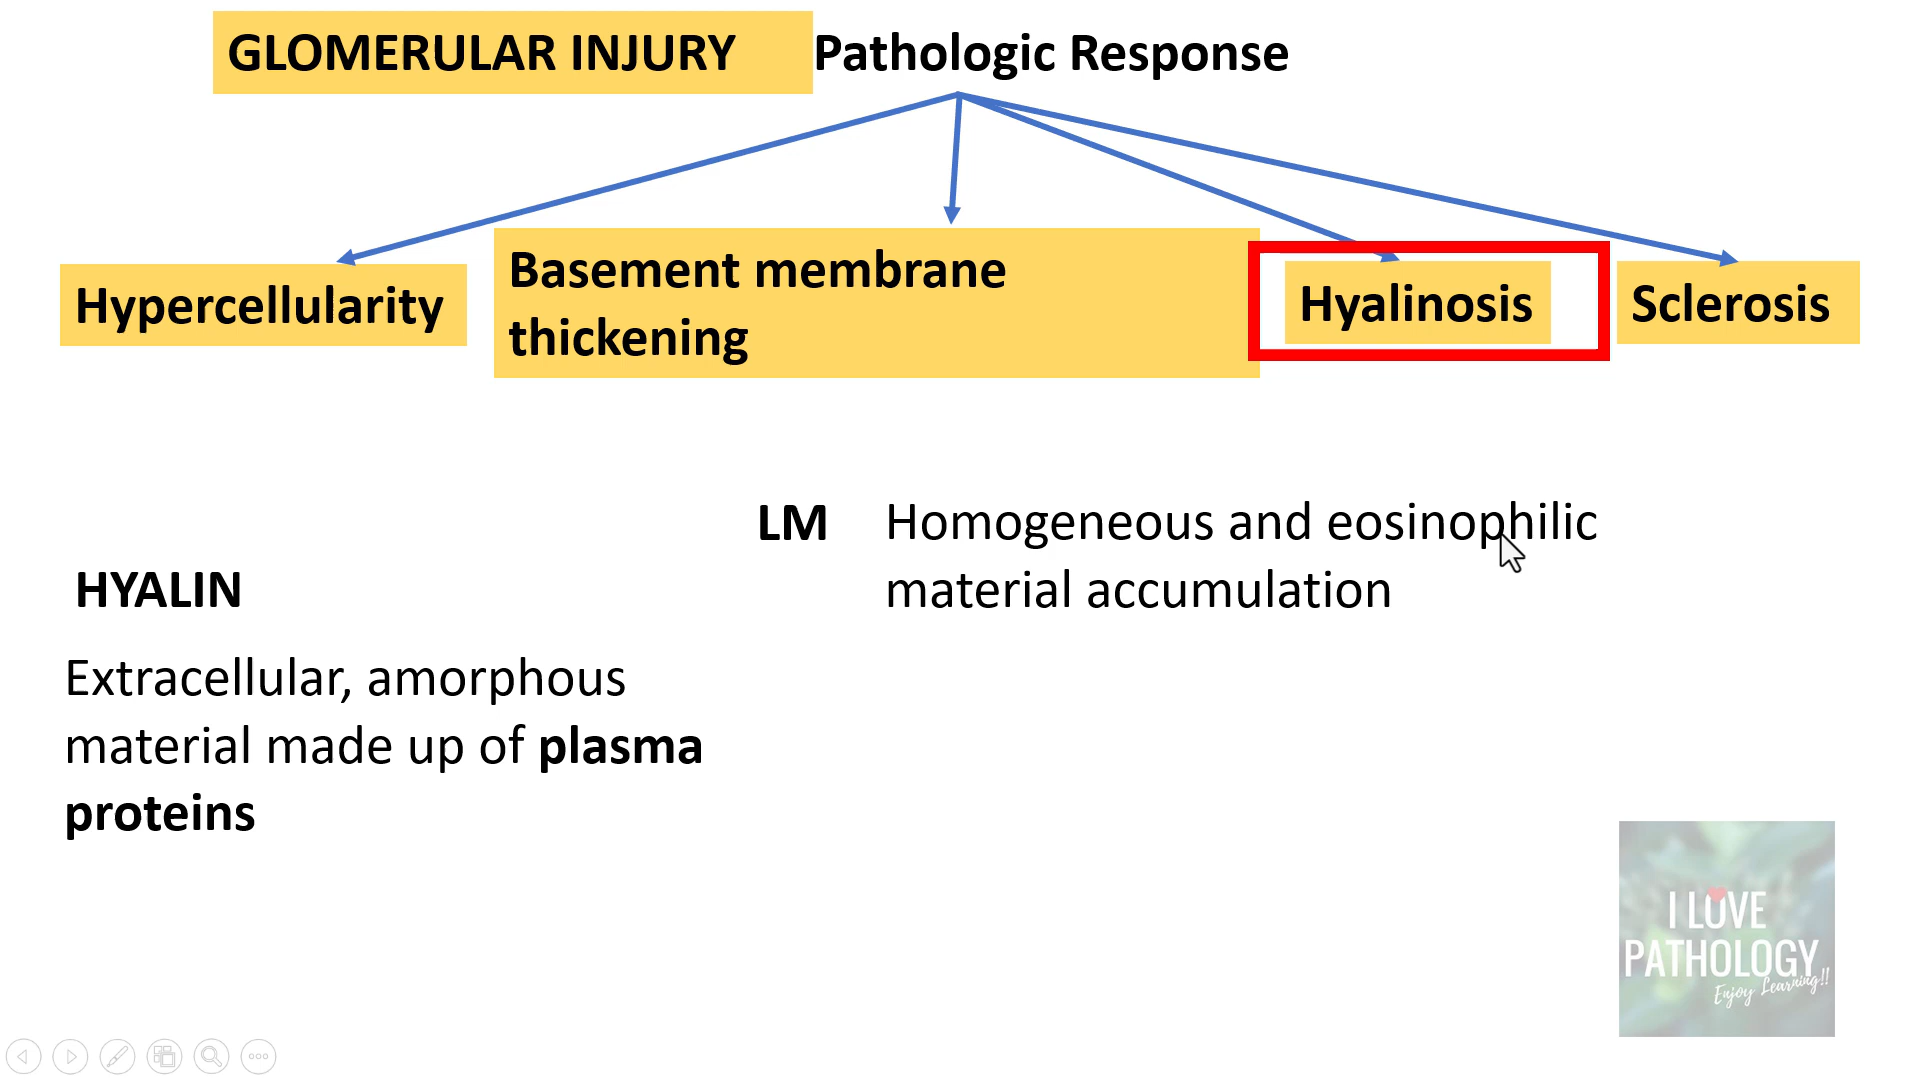 GLOMERULAR INJURY Pathologic Response
Hypercellularity
Basement membrane
thickening
Hyalinosis
Sclerosis
HYALIN
Extracellular, amorphous
material made up of plasma
proteins
LM Homogeneous and eosinophilic
material accumulation
I LOVE
PATHOLOGY
Enjoy Learning!!